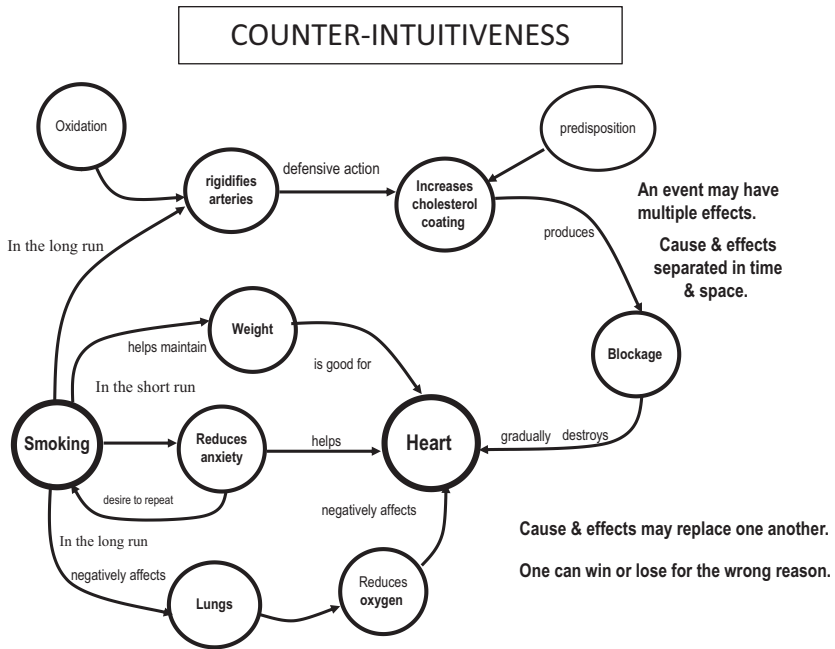 COUNTER-INTUITIVENESS
Oxidation
predisposition
rigidifies
arteries
defensive action
Increases
cholesterol
coating
An event may have
multiple effects.
In the long run
produces
Cause & effects
separated in time
& space.
Weight
helps maintain
is good for
Blockage
In the short run
Smoking
Reduces
anxiety
helps
Heart
gradually destroys
desire to repeat
negatively affects
In the long run
Cause & effects may replace one another.
negatively affects
One can win or lose for the wrong reason.
Lungs
Reduces
oxygen